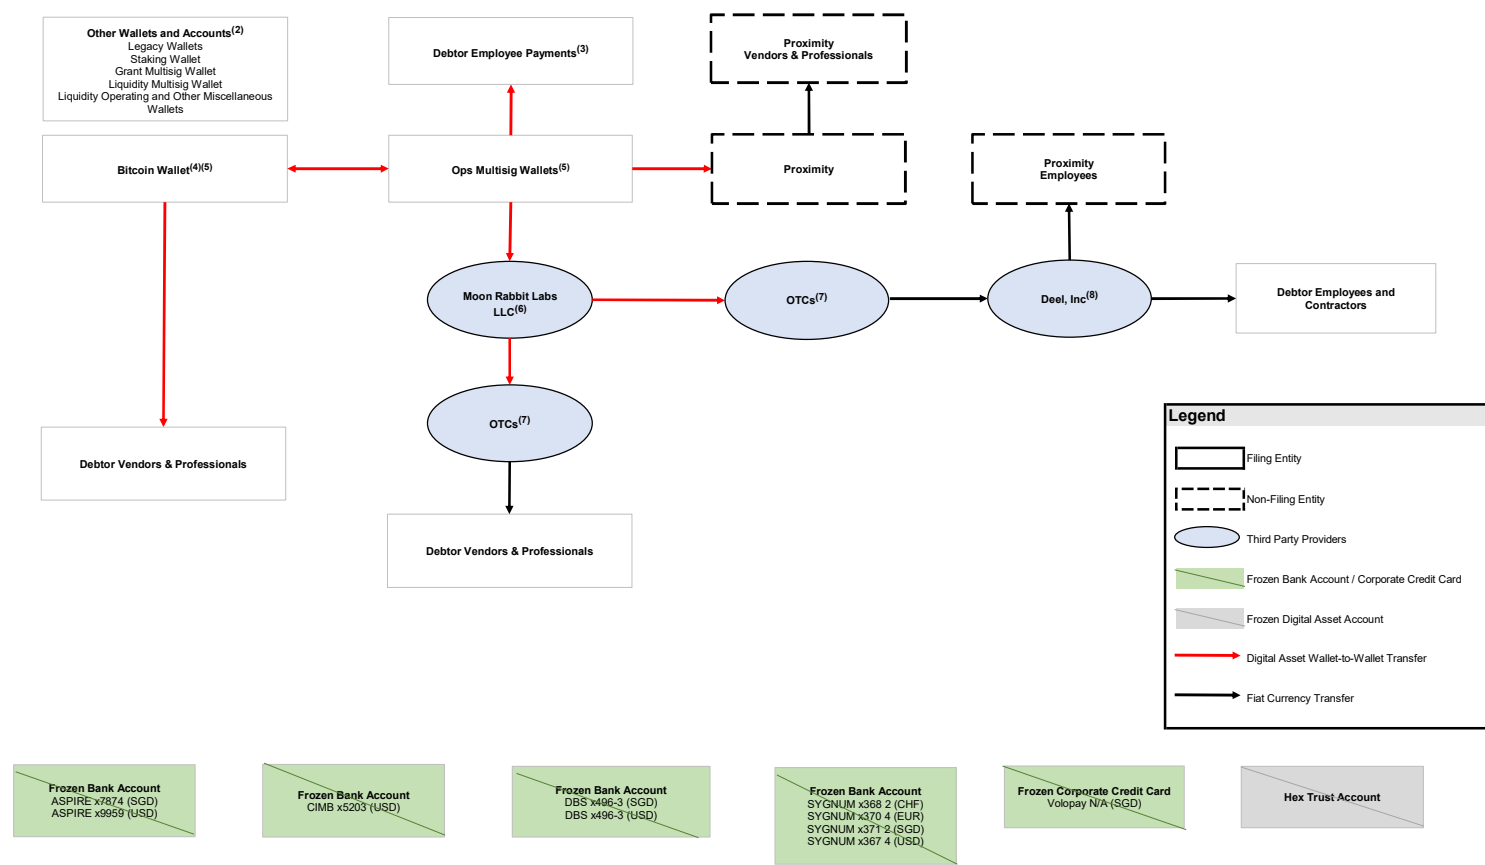 Other Wallets and Accounts(2)
Legacy Wallets
Staking Wallet
Grant Multisig Wallet
Liquidity Multisig Wallet
Liquidity Operating and Other Miscellaneous
Wallets
Debtor Employee Payments(3)
Proximity
Vendors & Professionals
Bitcoin Wallet(4)(5)
Ops Multisig Wallets(5)
Proximity
Proximity
Employees
Moon Rabbit Labs
LLC(6)
OTCs(7)
Deel, Inc(8)
Debtor Employees and
Contractors
OTCs(7)
Debtor Vendors & Professionals
Debtor Vendors & Professionals
Legend
Filing Entity
Non-Filing Entity
Third Party Providers
Frozen Bank Account / Corporate Credit Card
Frozen Digital Asset Account
Digital Asset Wallet-to-Wallet Transfer
Fiat Currency Transfer
Frozen Bank Account
ASPIRE x7874 (SGD)
ASPIRE x9959 (USD)
Frozen Bank Account
CIMB x5203 (USD)
Frozen Bank Account
DBS x496-3 (SGD)
DBS x496-3 (USD)
Frozen Bank Account
SYGNUM x368 2 (CHF)
SYGNUM x370 4 (EUR)
SYGNUM x371 2 (SGD)
SYGNUM x367 4 (USD)
Frozen Corporate Credit Card
Volopay N/A (SGD)
Hex Trust Account